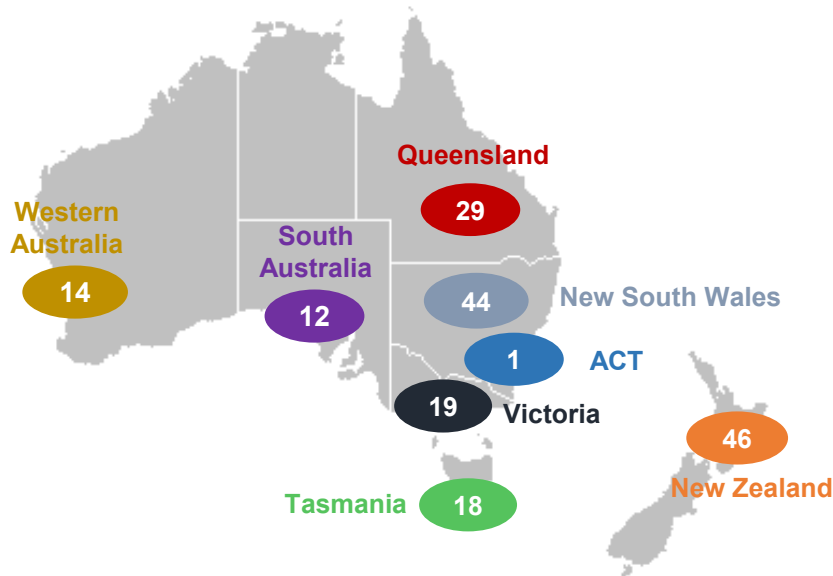 Queensland
29
Western
Australia
14
South
Australia
12
44
New South Wales
1
ACT
19
Victoria
46
New Zealand
Tasmania
18